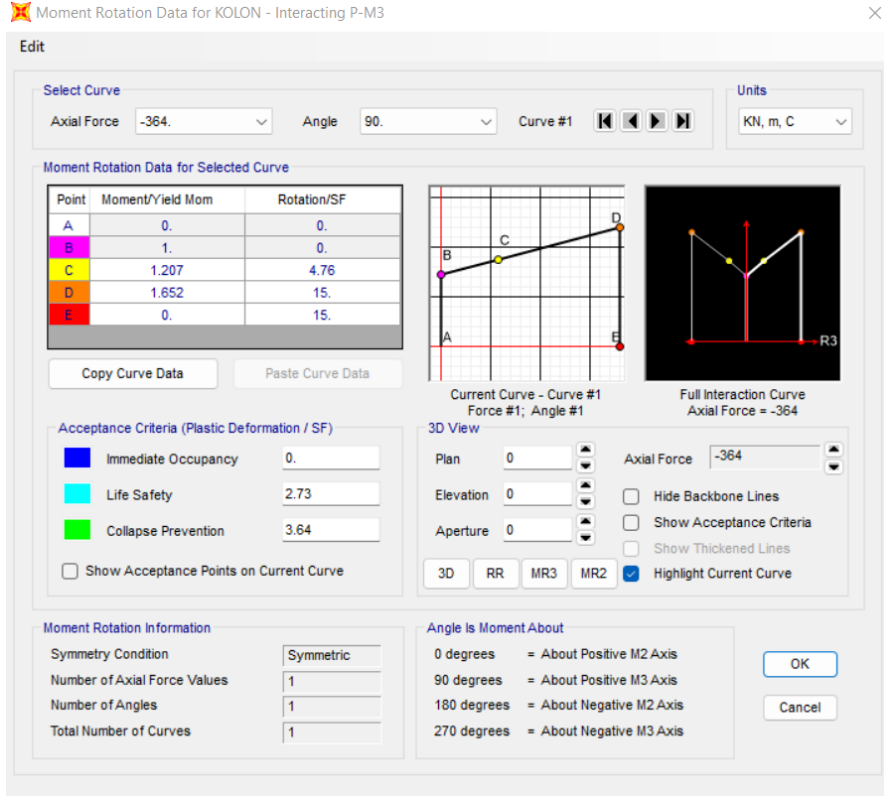 Moment Rotation Data for KOLON - Interacting P-M3
Edit
Select Curve
Axial Force -364. Angle 90. Curve #1
Units
KN, m, C
Moment Rotation Data for Selected Curve
Point Moment/Yield Mom Rotation/SF
A 0. 0.
B 1. 0.
C 1.207 4.76
D 1.652 15.
E 0. 15.
Copy Curve Data Paste Curve Data
A
B
C
D
E
Current Curve - Curve #1
Force #1; Angle #1
R3
Full Interaction Curve
Axial Force = -364
Acceptance Criteria (Plastic Deformation / SF)
Immediate Occupancy 0.
Life Safety 2.73
Collapse Prevention 3.64
Show Acceptance Points on Current Curve
3D View
Plan 0
Elevation 0
Aperture 0
3D RR MR3 MR2
Axial Force -364
Hide Backbone Lines
Show Acceptance Criteria
Show Thickened Lines
Highlight Current Curve
Moment Rotation Information
Symmetry Condition Symmetric
Number of Axial Force Values 1
Number of Angles 1
Total Number of Curves 1
Angle Is Moment About
0 degrees = About Positive M2 Axis
90 degrees = About Positive M3 Axis
180 degrees = About Negative M2 Axis
270 degrees = About Negative M3 Axis
OK
Cancel